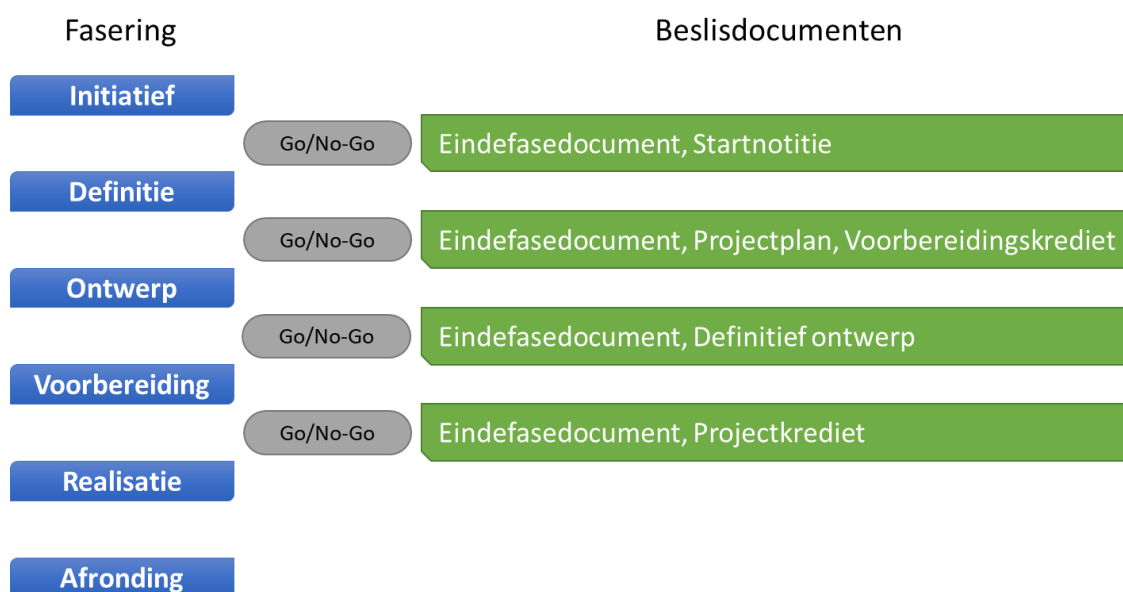 Fasering
Beslisdocumenten
Initiatief
Go/No-Go
Eindefasedocument, Startnotitie
Definitie
Go/No-Go
Eindefasedocument, Projectplan, Voorbereidingskrediet
Ontwerp
Go/No-Go
Eindefasedocument, Definitief ontwerp
Voorbereiding
Go/No-Go
Eindefasedocument, Projectkrediet
Realisatie
Afronding